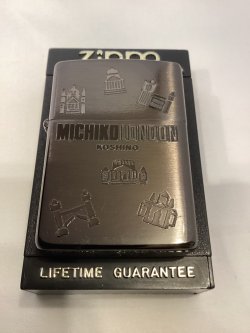 zippo
MICHIKO LONDON
KOSHINO
LIFETIME GUARANTEE